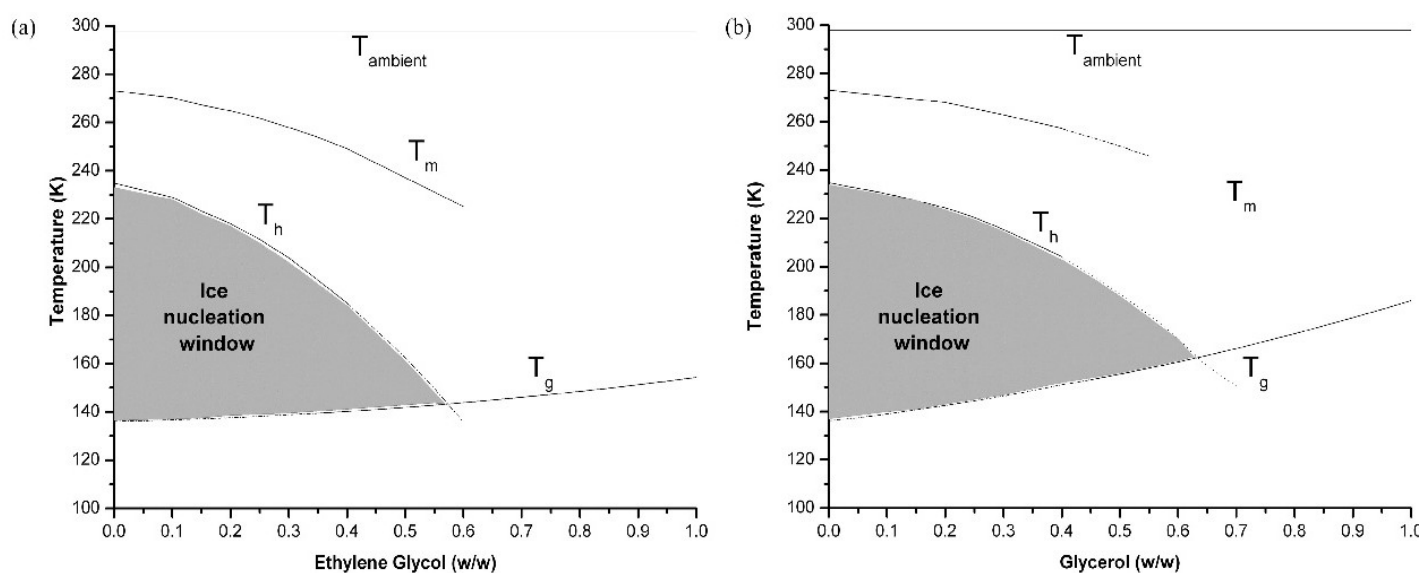 (a)
300
280
260
240
220
200
180
160
140
120
100
Temperature (K)
T ambient
T m
T h
Ice
nucleation
window
T g
0.0 0.1 0.2 0.3 0.4 0.5 0.6 0.7 0.8 0.9 1.0
Ethylene Glycol (w/w)
(b)
300
280
260
240
220
200
180
160
140
120
100
Temperature (K)
T ambient
T m
T h
Ice
nucleation
window
T g
0.0 0.1 0.2 0.3 0.4 0.5 0.6 0.7 0.8 0.9 1.0
Glycerol (w/w)